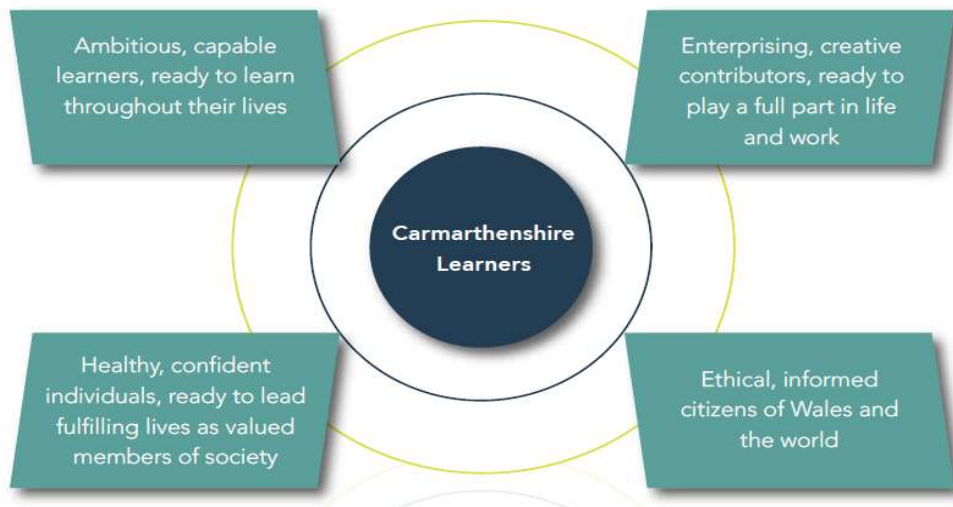 Ambitious, capable
learners, ready to learn
throughout their lives
Enterprising, creative
contributors, ready to
play a full part in life
and work
Carmarthenshire
Learners
Healthy, confident
individuals, ready to lead
fulfilling lives as valued
members of society
Ethical, informed
citizens of Wales and
the world